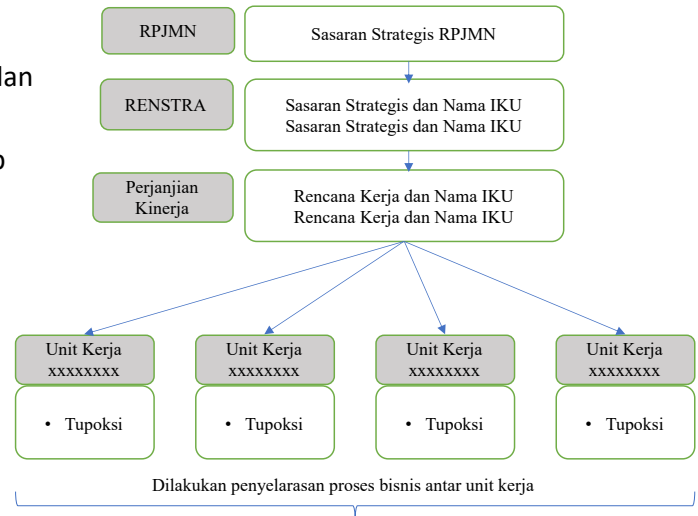 RPJMN
Sasaran Strategis RPJMN
RENSTRA
Sasaran Strategis dan Nama IKU
Sasaran Strategis dan Nama IKU
Perjanjian
Kinerja
Rencana Kerja dan Nama IKU
Rencana Kerja dan Nama IKU
Unit Kerja
xxxxxxxx
• Tupoksi
Unit Kerja
xxxxxxxx
• Tupoksi
Unit Kerja
xxxxxxxx
• Tupoksi
Unit Kerja
xxxxxxxx
• Tupoksi
Dilakukan penyelarasan proses bisnis antar unit kerja